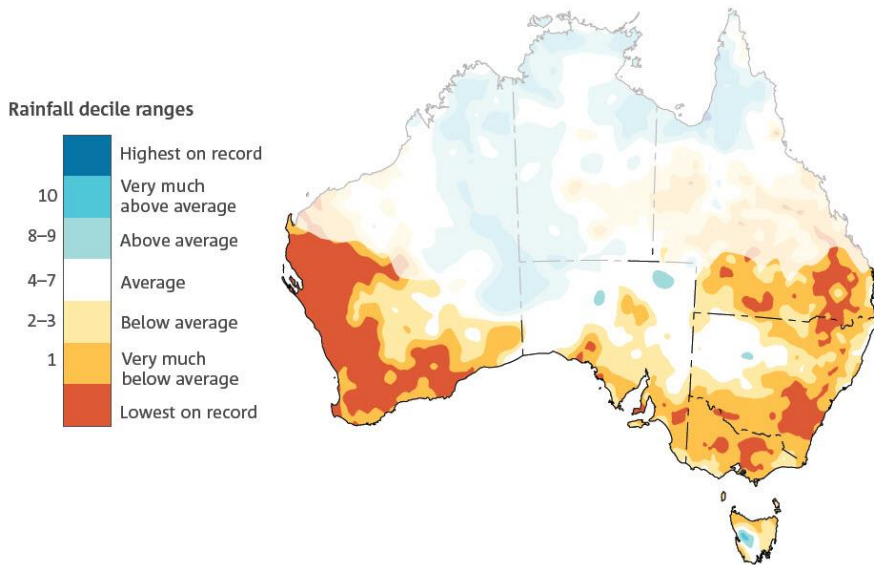 Rainfall decile ranges
Highest on record
10 Very much
above average
8–9 Above average
4–7 Average
2–3 Below average
1 Very much
below average
Lowest on record